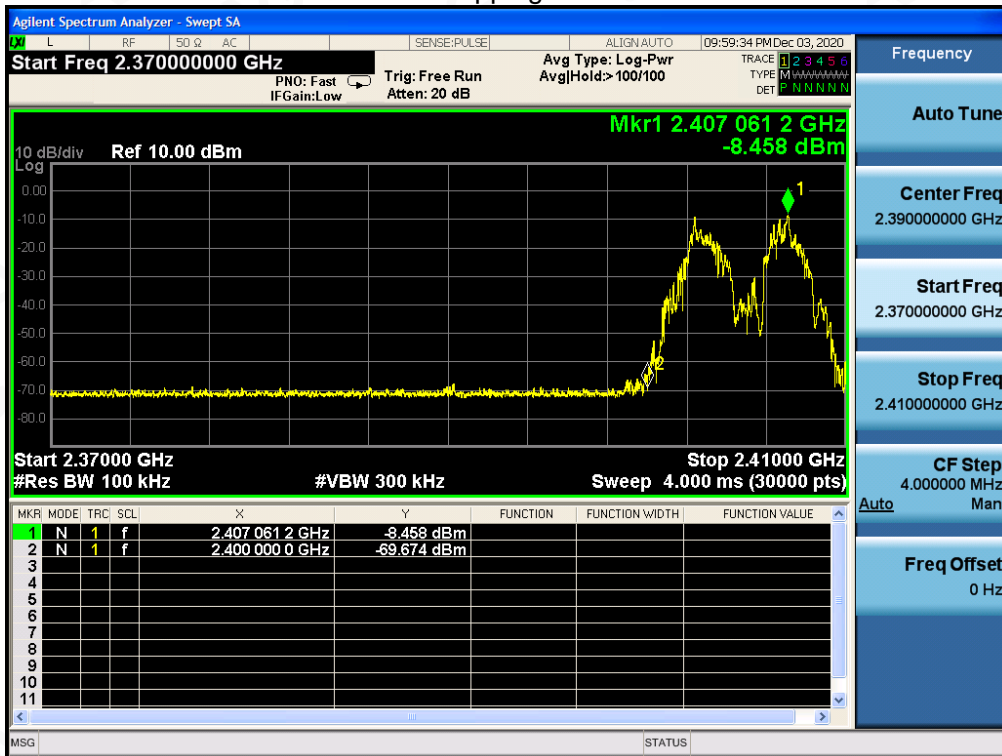 Agilent Spectrum Analyzer - Swept SA
LXI L RF 50 Ω AC SENSE:PULSE ALIGN AUTO 09:59:34 PM Dec 03, 2020
Start Freq 2.370000000 GHz
PNO: Fast
IFGain:Low
Trig: Free Run
Atten: 20 dB
Avg Type: Log-Pwr
Avg|Hold:>100/100
TRACE 1 2 3 4 5 6
TYPE M
DET P N N N N N
Mkr1 2.407 061 2 GHz
-8.458 dBm
10 dB/div Ref 10.00 dBm
Log
0.00
-10.0
-20.0
-30.0
-40.0
-50.0
-60.0
-70.0
-80.0
1
2
Start 2.37000 GHz Stop 2.41000 GHz
#Res BW 100 kHz #VBW 300 kHz Sweep 4.000 ms (30000 pts)
MKR MODE TRC SCL X Y FUNCTION FUNCTION WIDTH FUNCTION VALUE
1 N 1 f 2.407 061 2 GHz -8.458 dBm
2 N 1 f 2.400 000 0 GHz -69.674 dBm
3
4
5
6
7
8
9
10
11
MSG STATUS
Frequency
Auto Tune
Center Freq
2.390000000 GHz
Start Freq
2.370000000 GHz
Stop Freq
2.410000000 GHz
CF Step
4.000000 MHz
Auto Man
Freq Offset
0 Hz